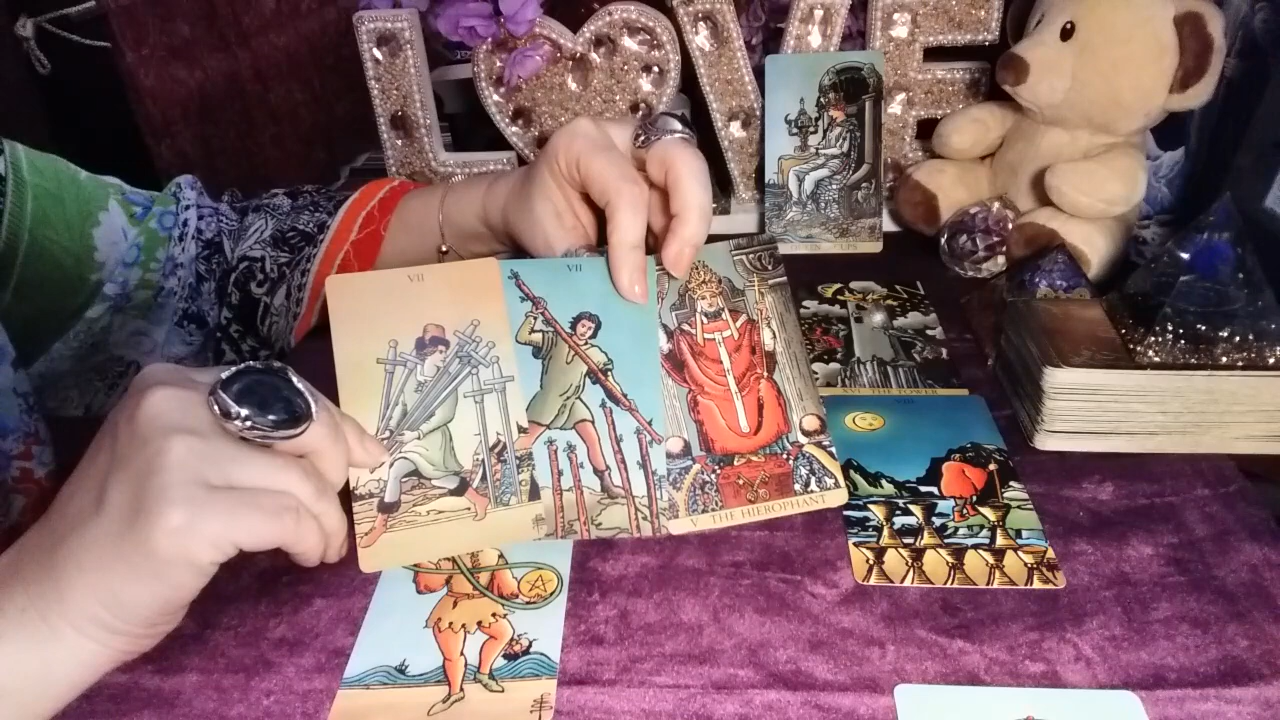 LOVE
QUEEN of CUPS
VII
VII
V THE HIEROPHANT
XVI THE TOWER
VIII